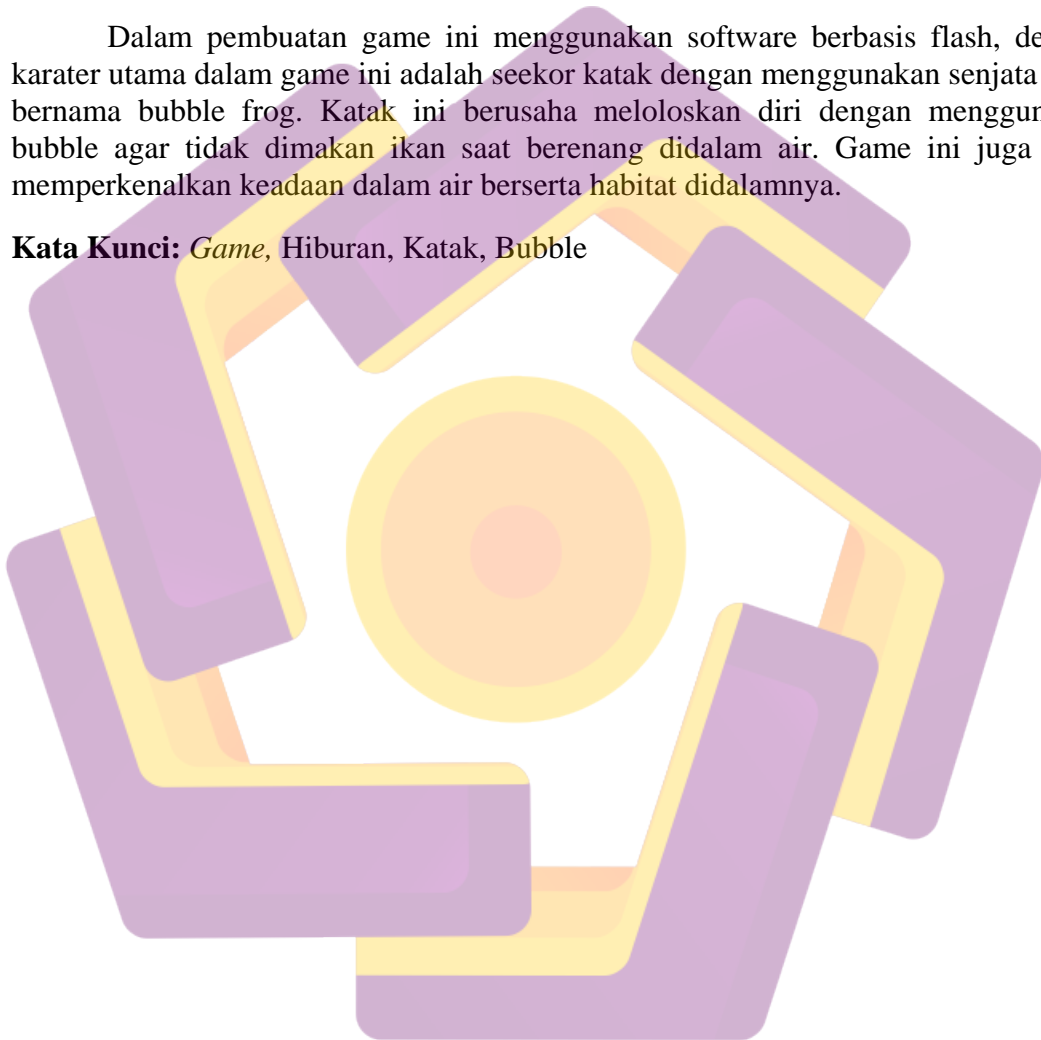 Dalam pembuatan game ini menggunakan software berbasis flash, de
karater utama dalam game ini adalah seekor katak dengan menggunakan senjata
bernama bubble frog. Katak ini berusaha meloloskan diri dengan menggun
bubble agar tidak dimakan ikan saat berenang didalam air. Game ini juga
memperkenalkan keadaan dalam air berserta habitat didalamnya.
Kata Kunci: Game, Hiburan, Katak, Bubble